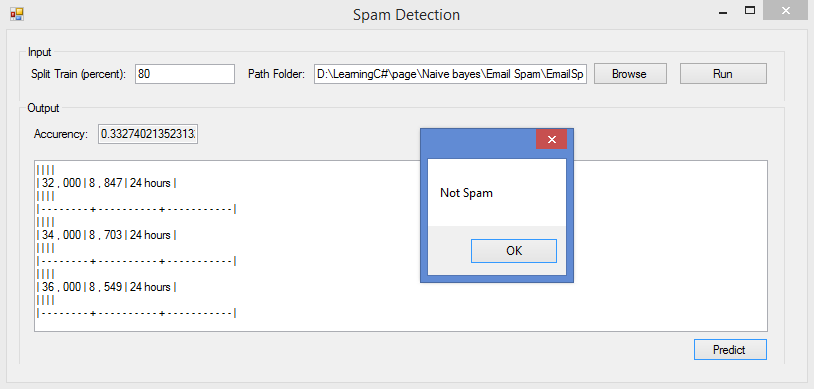 Spam Detection
Input
Split Train (percent): 80 Path Folder: D:\LearningC#\page\Naive bayes\Email Spam\EmailSp Browse Run
Output
Accurency: 0.33274021352313
||||
| 32 , 000 | 8 , 847 | 24 hours |
||||
|--------+----------+-----------|
||||
| 34 , 000 | 8 , 703 | 24 hours |
||||
|--------+----------+-----------|
||||
| 36 , 000 | 8 , 549 | 24 hours |
||||
|--------+----------+-----------|
Not Spam
OK
Predict